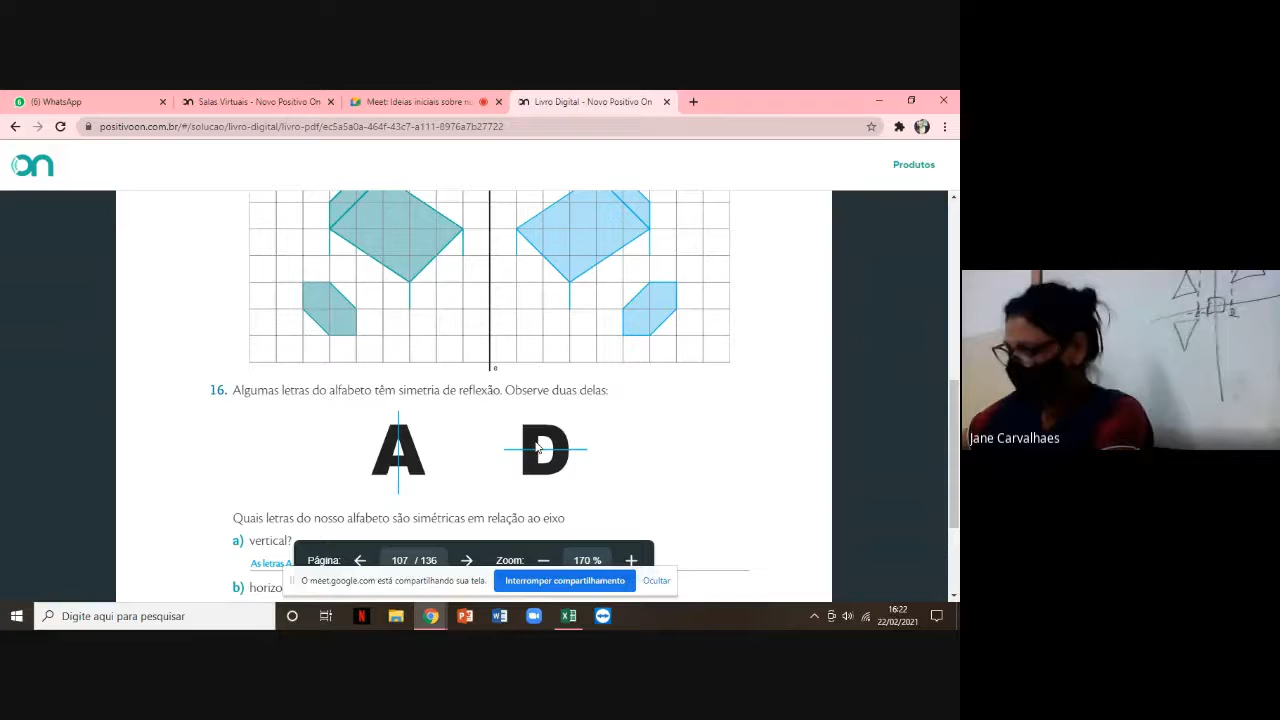 (6) WhatsApp
Salas Virtuais - Novo Positivo On
Meet: Ideias iniciais sobre nu
Livro Digital - Novo Positivo On
positivoon.com.br/#/solucao/livro-digital/livro-pdf/ec5a5a0a-464f-43c7-a111-8976a7b27722
on
Produtos
16. Algumas letras do alfabeto têm simetria de reflexão. Observe duas delas:
A D
Quais letras do nosso alfabeto são simétricas em relação ao eixo
a) vertical?
As letras A
Página: 107 / 136 Zoom: 170 %
O meet.google.com está compartilhando sua tela. Interromper compartilhamento Ocultar
b) horizo
Digite aqui para pesquisar
16:22
22/02/2021
Jane Carvalhaes